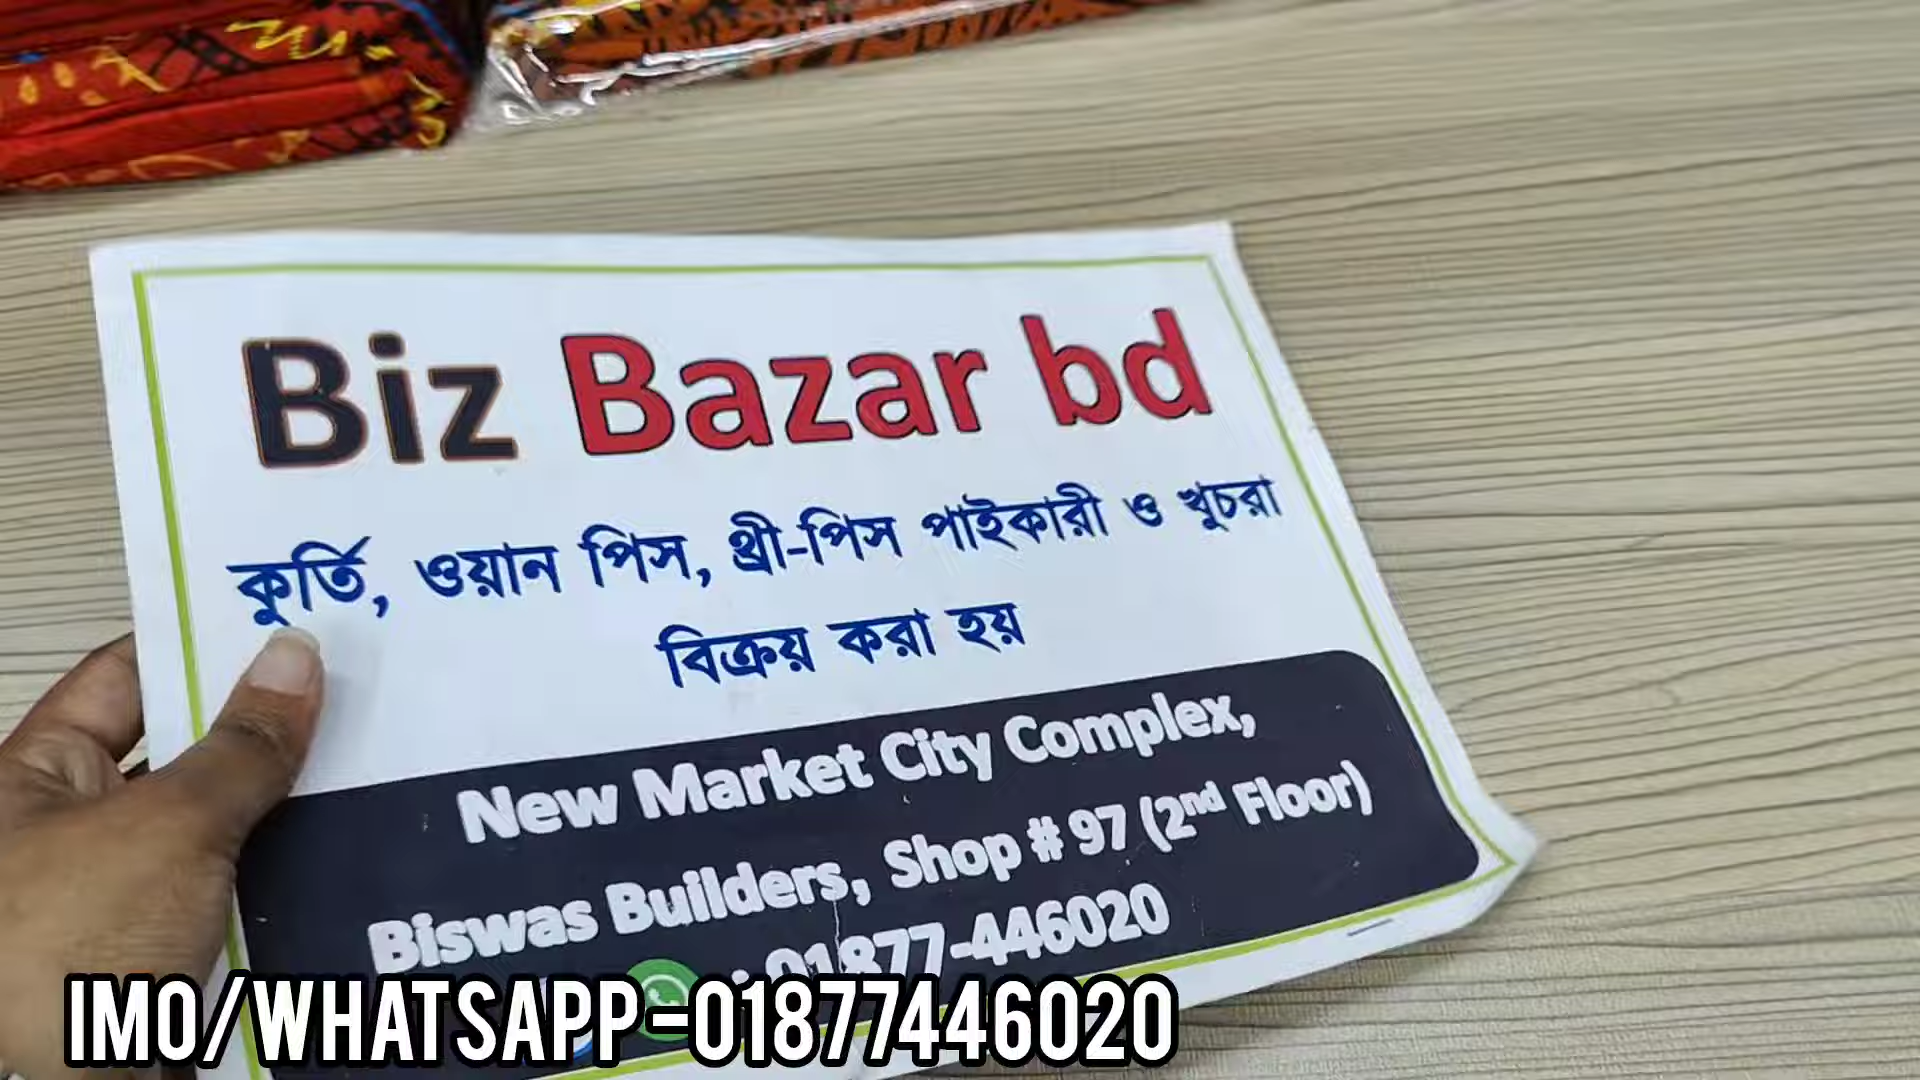 Biz Bazar bd
কুর্তি, ওয়ান পিস, থ্রী-পিস পাইকারী ও খুচরা
বিক্রয় করা হয়
New Market City Complex,
Biswas Builders, Shop # 97 (2nd Floor)
: 01877-446020
IMO/WHATSAPP=01877446020